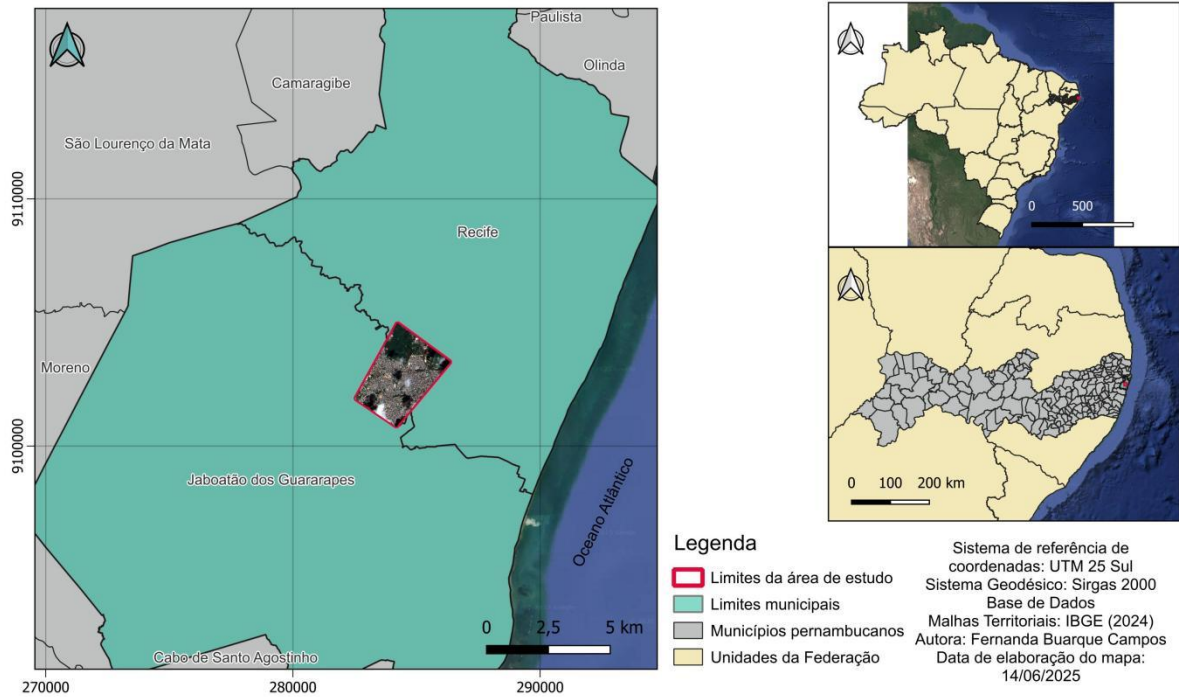 Paulista
Olinda
Camaragibe
São Lourenço da Mata
9110000
Recife
Moreno
9100000
Jaboatão dos Guararapes
Oceano Atlântico
0 2,5 5 km
Cabo de Santo Agostinho
270000 280000 290000
0 500
0 100 200 km
Legenda
Limites da área de estudo
Limites municipais
Municípios pernambucanos
Unidades da Federação
Sistema de referência de
coordenadas: UTM 25 Sul
Sistema Geodésico: Sirgas 2000
Base de Dados
Malhas Territoriais: IBGE (2024)
Autora: Fernanda Buarque Campos
Data de elaboração do mapa:
14/06/2025